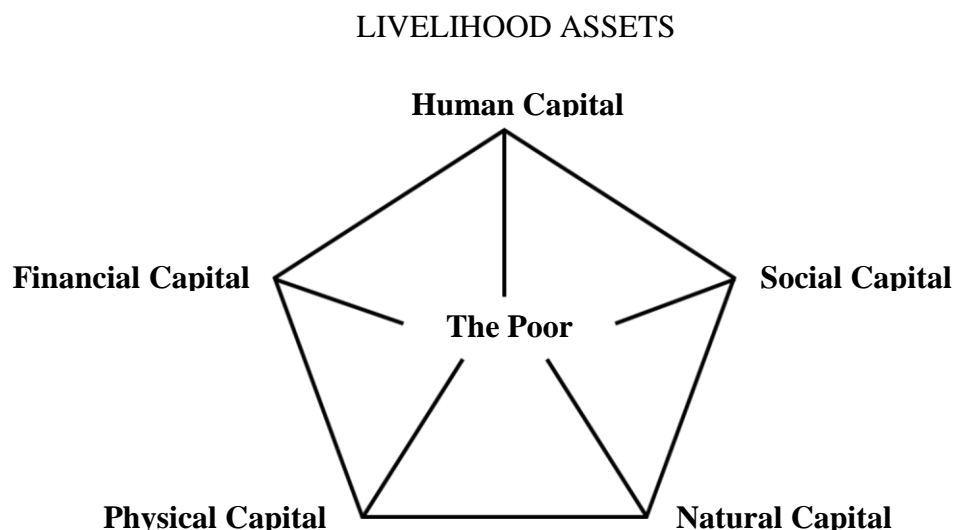 LIVELIHOOD ASSETS
Human Capital
Financial Capital
Social Capital
The Poor
Physical Capital
Natural Capital